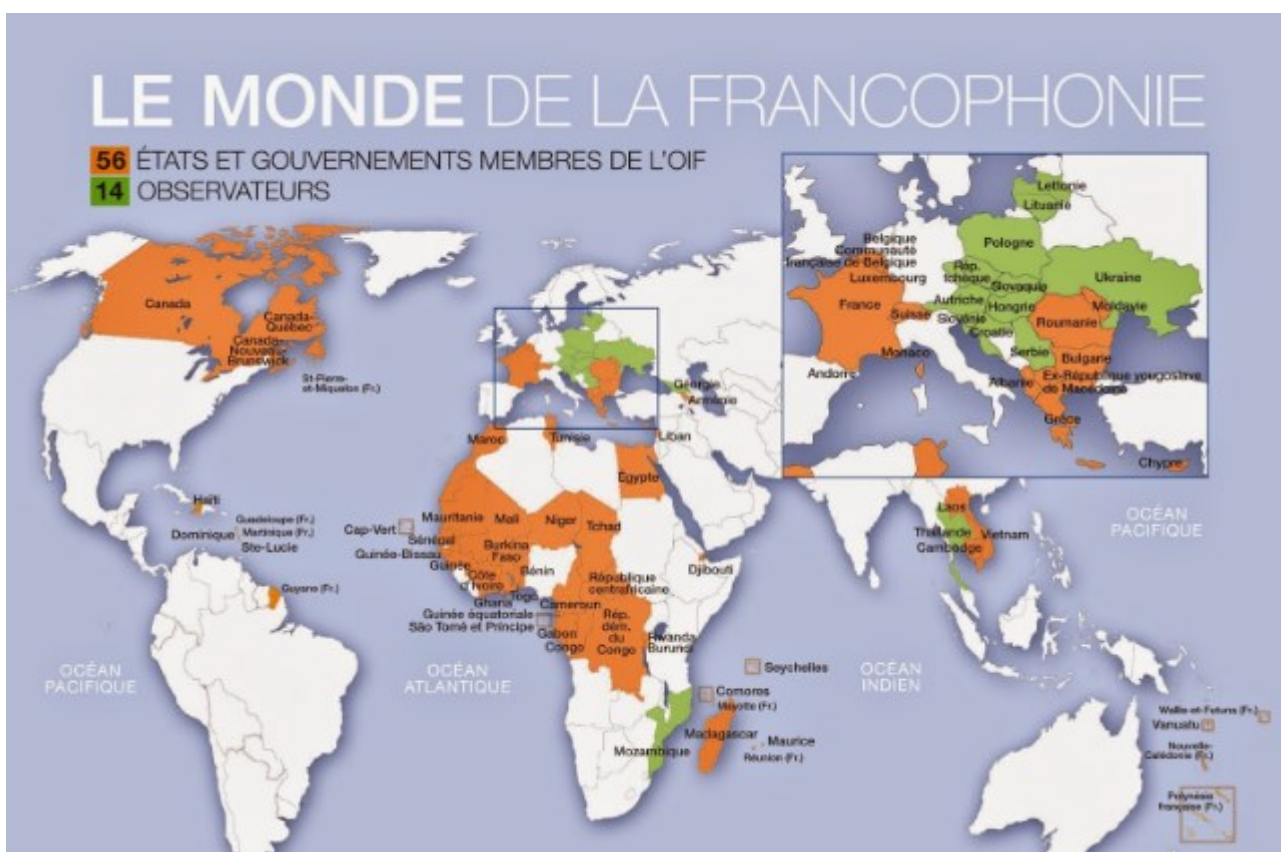 LE MONDE DE LA FRANCOPHONIE
56 ÉTATS ET GOUVERNEMENTS MEMBRES DE L'OIF
14 OBSERVATEURS
Canada
Canada-
Québec
Canada-
Nouveau-
Brunswick
St-Pierre-
et-Miquelon (Fr.)
Haïti
Dominique
Guadeloupe (Fr.)
Martinique (Fr.)
Ste-Lucie
Guyane (Fr.)
OCÉAN
PACIFIQUE
OCÉAN
ATLANTIQUE
Maroc
Tunisie
Liban
Egypte
Géorgie
Arménie
Cap-Vert
Mauritanie
Mali
Niger
Tchad
Sénégal
Guinée-Bissau
Guinée
Burkina
Faso
Côte
d'Ivoire
Bénin
Togo
Ghana
Cameroun
République
centrafricaine
Djibouti
Guinée équatoriale
São Tomé et Príncipe
Gabon
Congo
Rép.
dém.
du
Congo
Rwanda
Burundi
Seychelles
Comores
Mayotte (Fr.)
Madagascar
Mozambique
Maurice
Réunion (Fr.)
OCÉAN
INDIEN
Laos
Thaïlande
Vietnam
Cambodge
OCÉAN
PACIFIQUE
Wallis-et-Futuna (Fr.)
Vanuatu
Nouvelle-
Calédonie (Fr.)
Polynésie
française (Fr.)
Lettonie
Lituanie
Pologne
Belgique
Communauté
française de Belgique
Luxembourg
Rép.
tchèque
Slovaquie
Ukraine
France
Suisse
Autriche
Hongrie
Moldavie
Slovénie
Croatie
Roumanie
Serbie
Bulgarie
Monaco
Andorre
Albanie
Ex-République yougoslave
de Macédoine
Grèce
Chypre